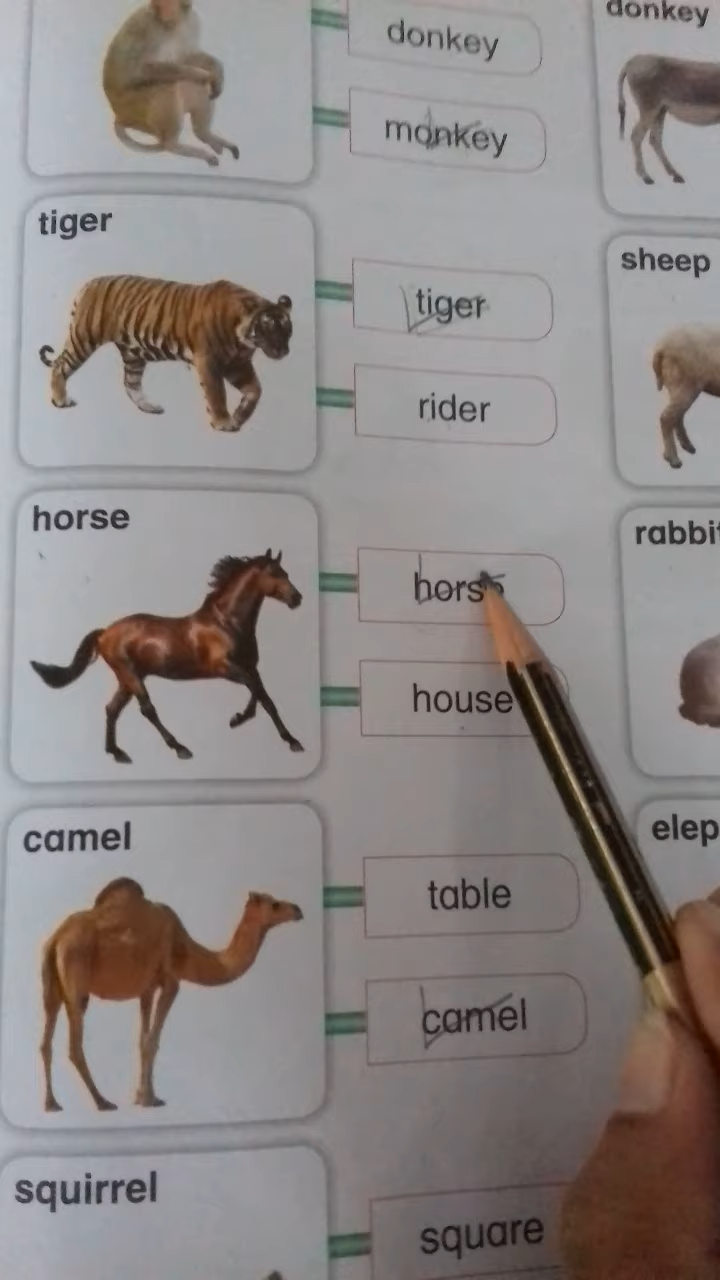 donkey
monkey
tiger
tiger
rider
horse
horse
house
camel
table
camel
squirrel
square
donkey
sheep
rabbit
elep